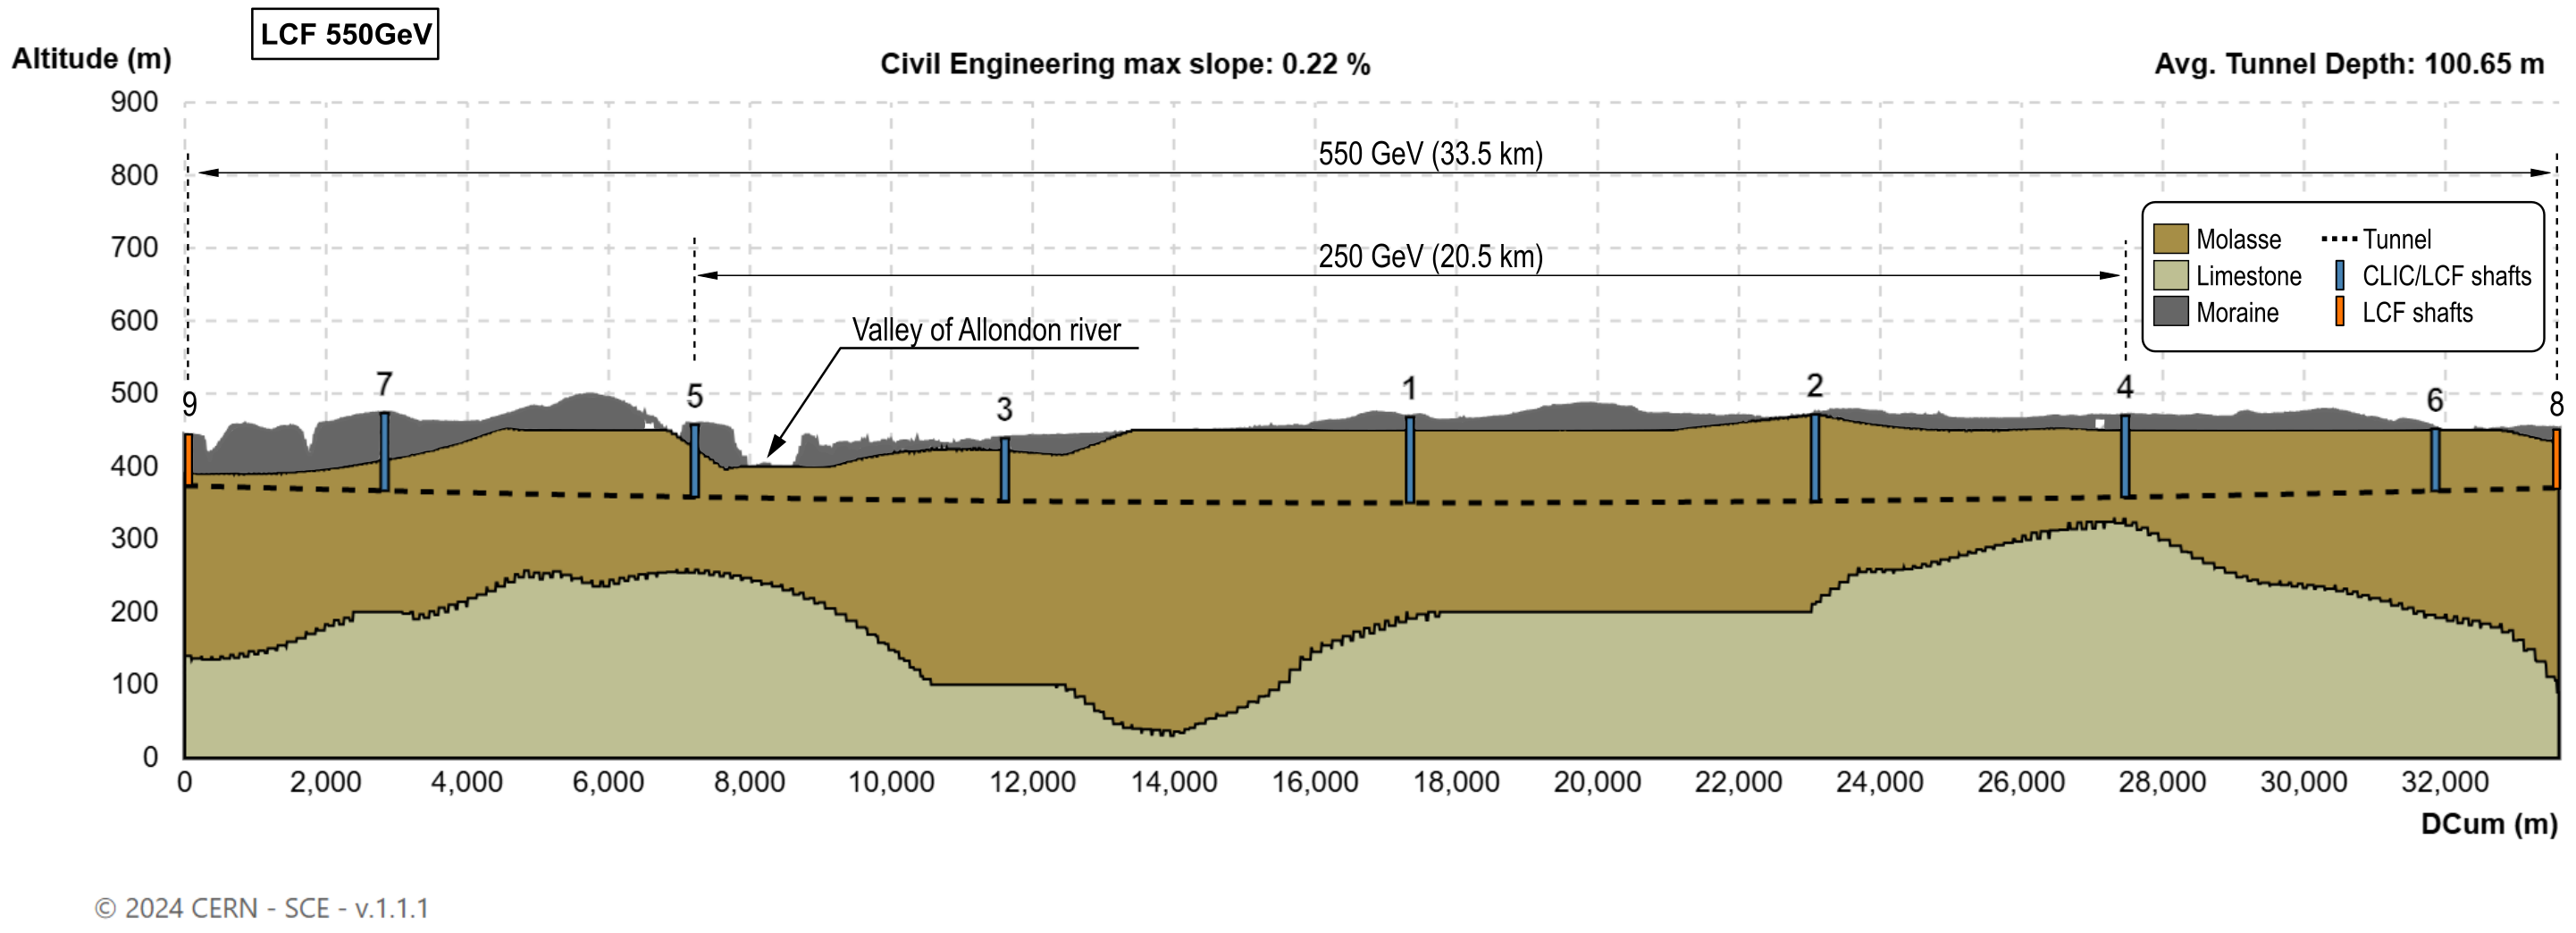 LCF 550GeV
Altitude (m)
Civil Engineering max slope: 0.22 %
Avg. Tunnel Depth: 100.65 m
900
800
700
600
500
400
300
200
100
0
550 GeV (33.5 km)
250 GeV (20.5 km)
Valley of Allondon river
Molasse
Limestone
Moraine
Tunnel
CLIC/LCF shafts
LCF shafts
9
7
5
3
1
2
4
6
8
0
2,000
4,000
6,000
8,000
10,000
12,000
14,000
16,000
18,000
20,000
22,000
24,000
26,000
28,000
30,000
32,000
DCum (m)
© 2024 CERN - SCE - v.1.1.1